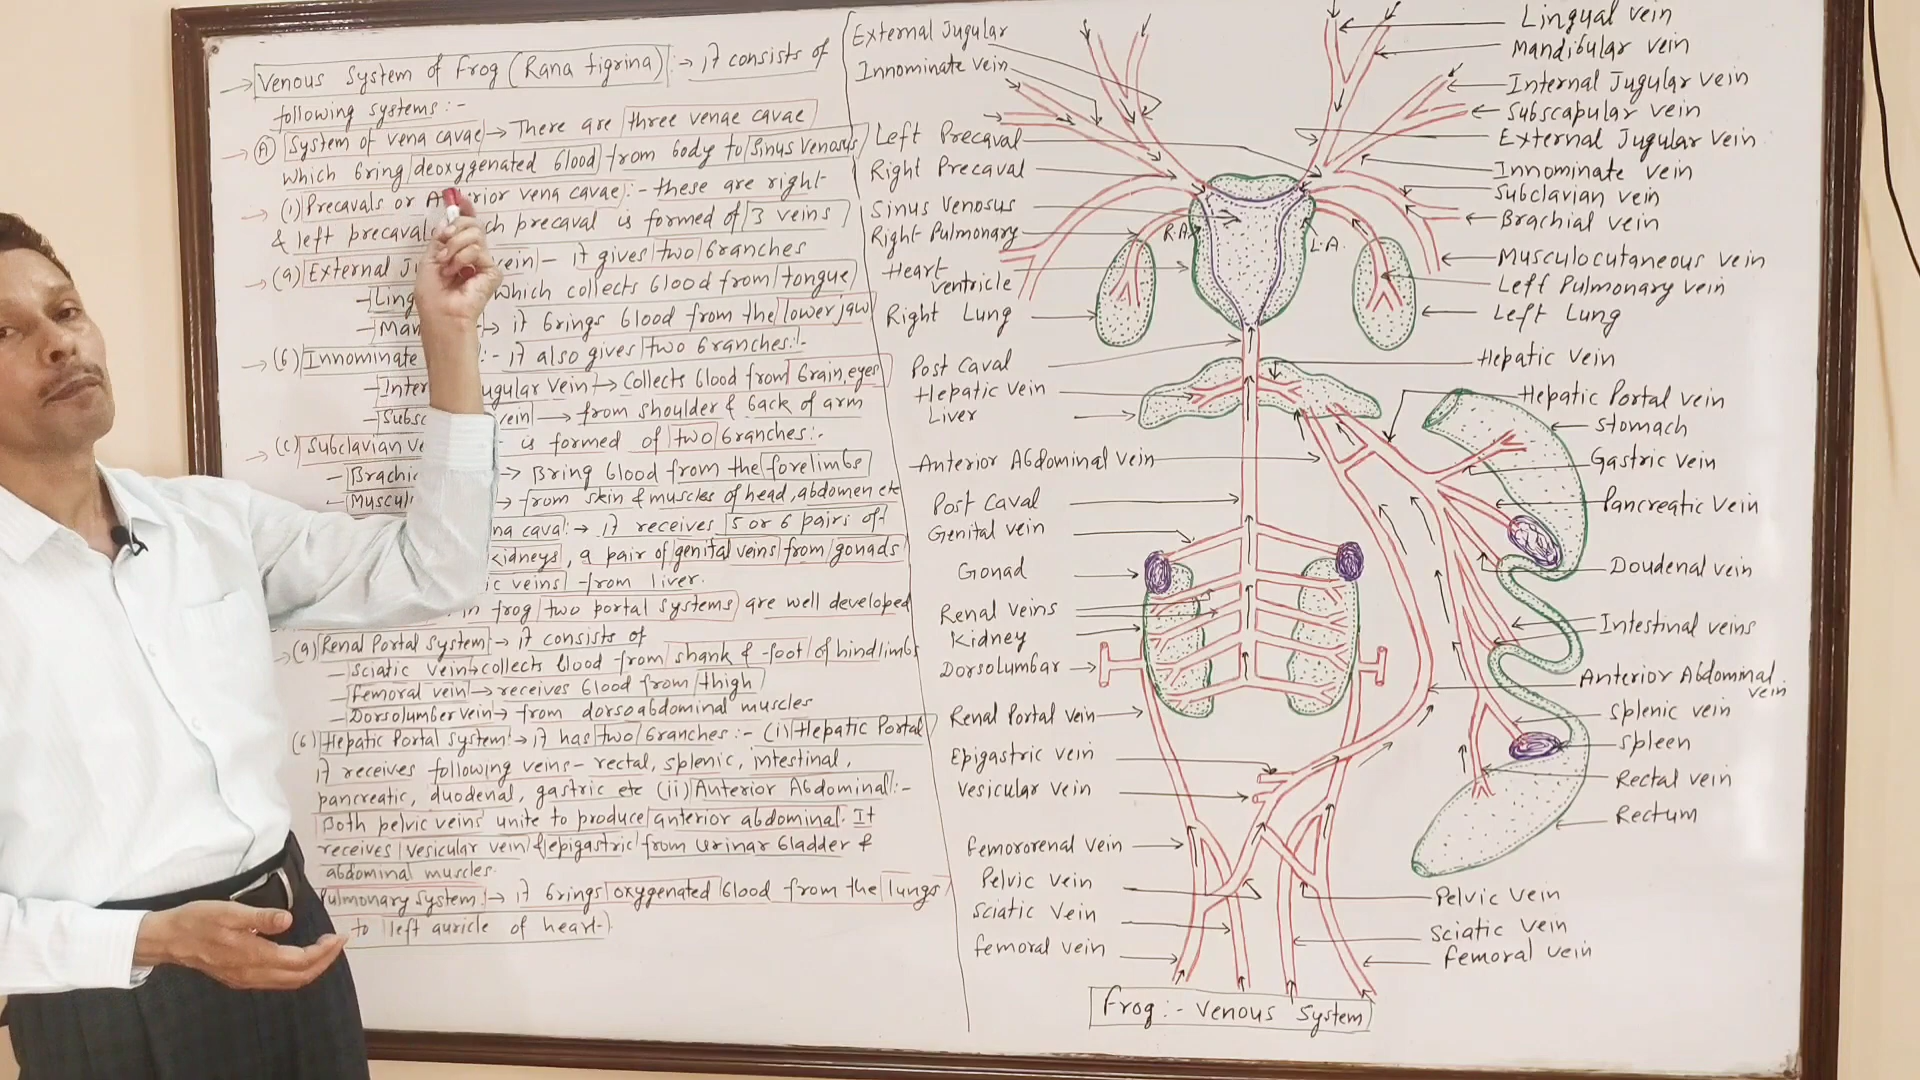 → Venous System of Frog (Rana tigrina) :→ it consists of
following systems :-
→ (A) System of vena cavae → There are three venae cavae
which bring deoxygenated blood from body to Sinus Venosus
→ (i) Precavals or A rior vena cavae :- these are right
& left precavals ch precaval is formed of 3 veins
→ (a) External vein - it gives two branches
which collects blood from tongue
→ it brings blood from the lower jaw
→ (b) Innominate :- it also gives two branches :-
ugular vein → collects blood from brain, eyes
vein → from shoulder & back of arm
→ (c) Subclavian is formed of two branches :-
→ Bring blood from the forelimbs
→ from skin & muscles of head, abdomen etc
cava :→ it receives 5 or 6 pairs of
kidneys, a pair of genital veins from gonads
veins from liver.
in frog two portal systems are well developed
→ (a) Renal Portal System → it consists of
- Sciatic vein → collects blood from shank & foot of hindlimbs
- Femoral vein → receives blood from thigh
- Dorsolumber vein → from dorsoabdominal muscles
(b) Hepatic Portal System → it has two branches :- (i) Hepatic Portal
it receives following veins - rectal, splenic, intestinal,
pancreatic, duodenal, gastric etc (ii) Anterior Abdominal :-
Both pelvic veins unite to produce anterior abdominal. It
receives vesicular vein & epigastric from Urinar bladder &
abdominal muscles.
Pulmonary System → it brings oxygenated blood from the lungs
to left auricle of heart.
External Jugular
Innominate vein
Left Precaval
Right Precaval
Sinus Venosus
Right Pulmonary
Heart
ventricle
Right Lung
Post Caval
Hepatic vein
Liver
Anterior Abdominal vein
Post Caval
Genital vein
Gonad
Renal veins
Kidney
Dorsolumbar
Renal Portal vein
Epigastric vein
Vesicular vein
Femororenal vein
Pelvic vein
Sciatic vein
Femoral vein
R.A.
L.A.
Lingual vein
Mandibular vein
Internal Jugular vein
Subscapular vein
External Jugular Vein
Innominate vein
Subclavian vein
Brachial vein
Musculocutaneous vein
Left Pulmonary vein
Left Lung
Hepatic vein
Hepatic Portal vein
Stomach
Gastric vein
Pancreatic vein
Doudenal vein
Intestinal veins
Anterior Abdominal
vein
Splenic vein
Spleen
Rectal vein
Rectum
Pelvic vein
Sciatic vein
Femoral vein
Frog :- Venous System